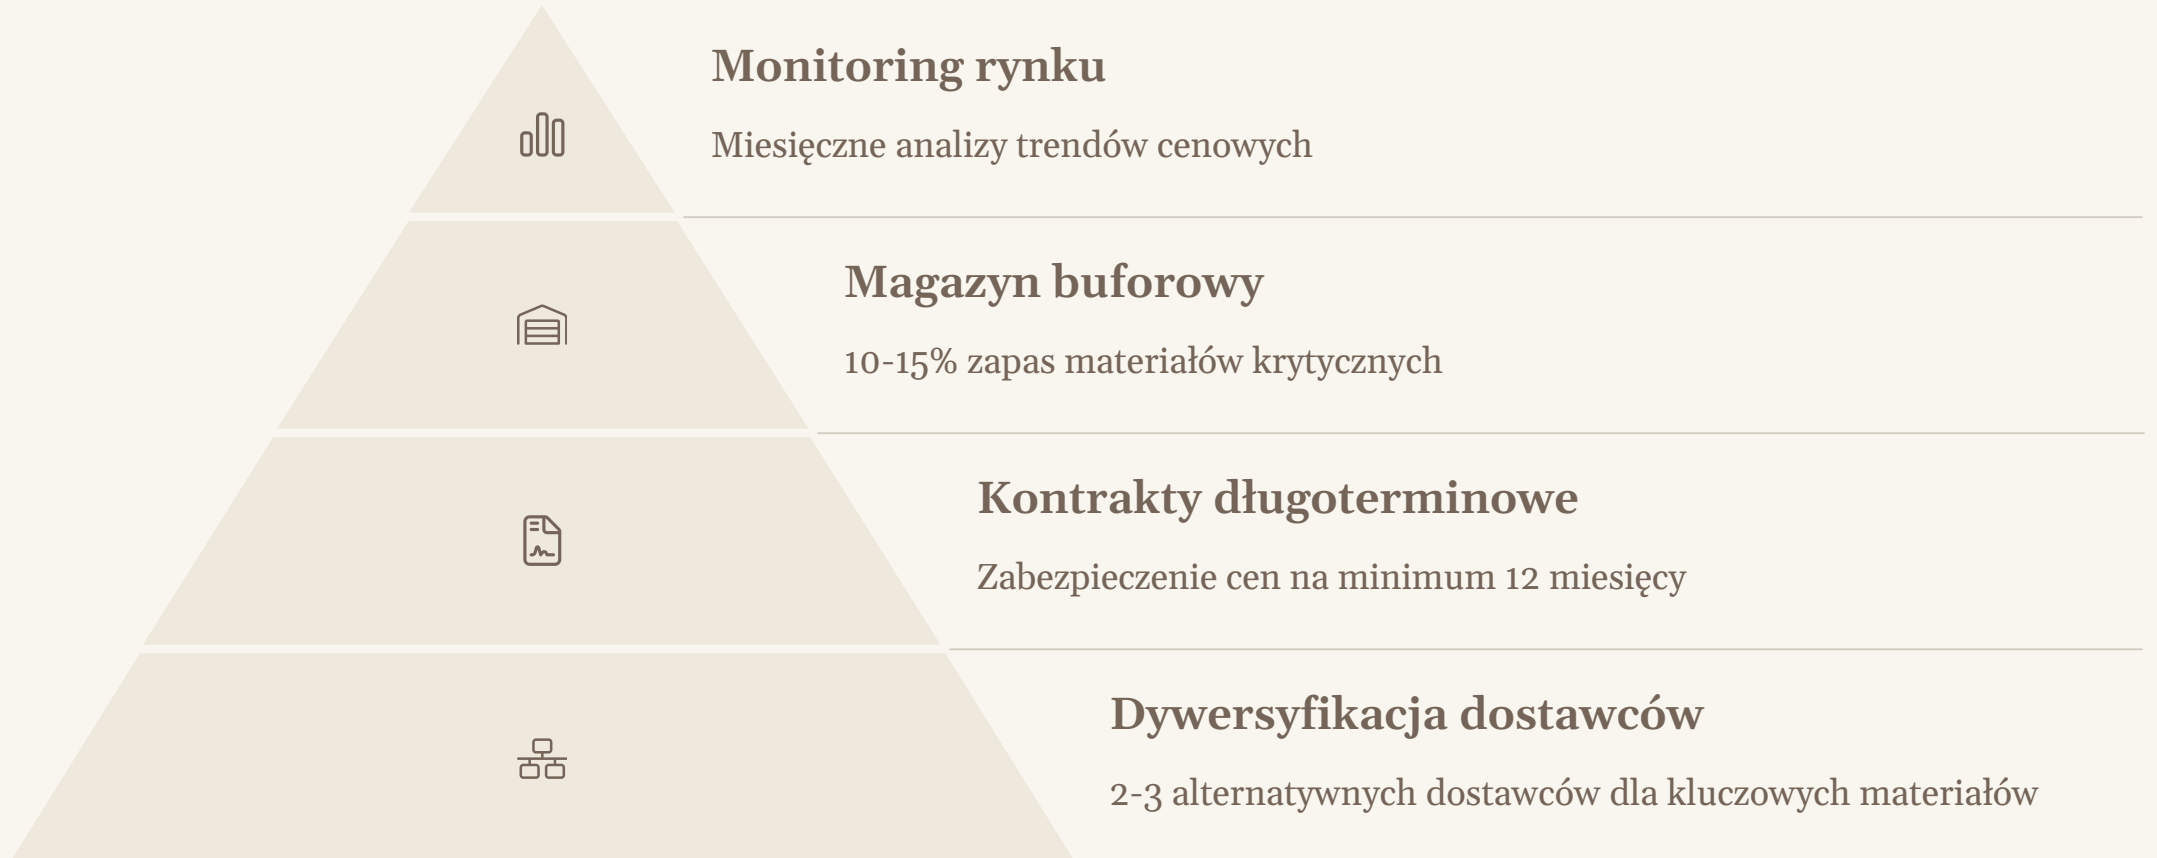 Monitoring rynku
Miesięczne analizy trendów cenowych
Magazyn buforowy
10-15% zapas materiałów krytycznych
Kontrakty długoterminowe
Zabezpieczenie cen na minimum 12 miesięcy
Dywersyfikacja dostawców
2-3 alternatywnych dostawców dla kluczowych materiałów